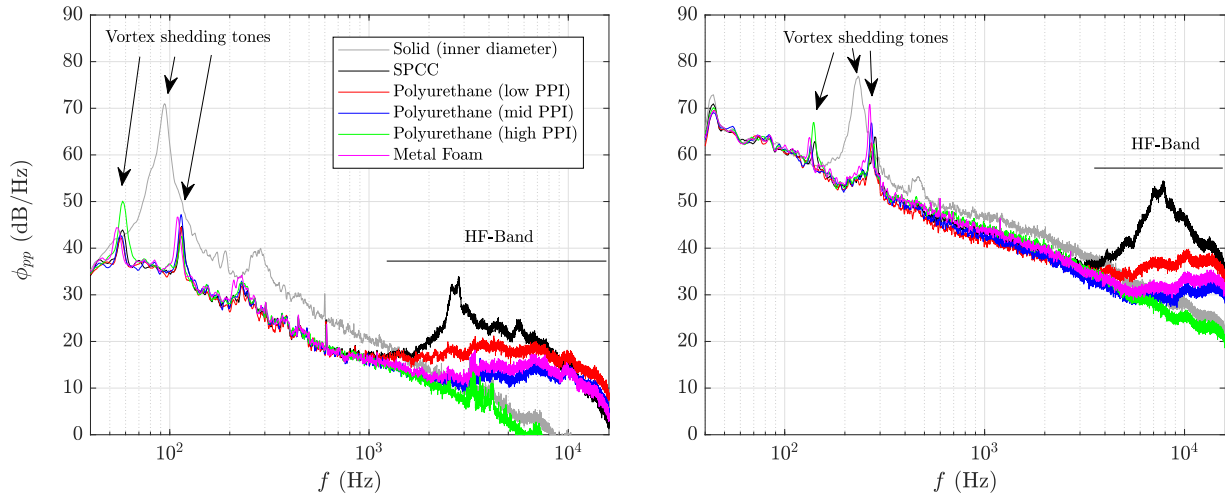 90
80
70
60
50
40
30
20
10
0
ϕpp (dB/Hz)
10²
10³
10⁴
f (Hz)
Vortex shedding tones
HF-Band
Solid (inner diameter)
SPCC
Polyurethane (low PPI)
Polyurethane (mid PPI)
Polyurethane (high PPI)
Metal Foam
90
80
70
60
50
40
30
20
10
0
10²
10³
10⁴
f (Hz)
Vortex shedding tones
HF-Band